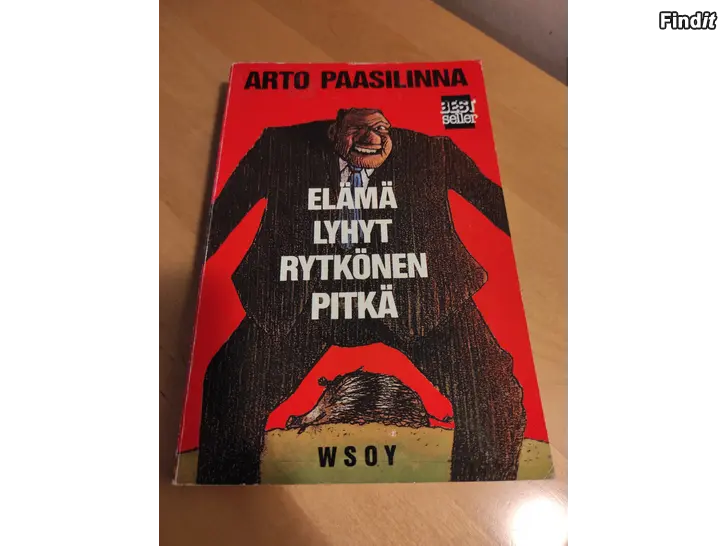 Findit
ARTO PAASILINNA
BEST
seller
ELÄMÄ
LYHYT
RYTKÖNEN
PITKÄ
WSOY